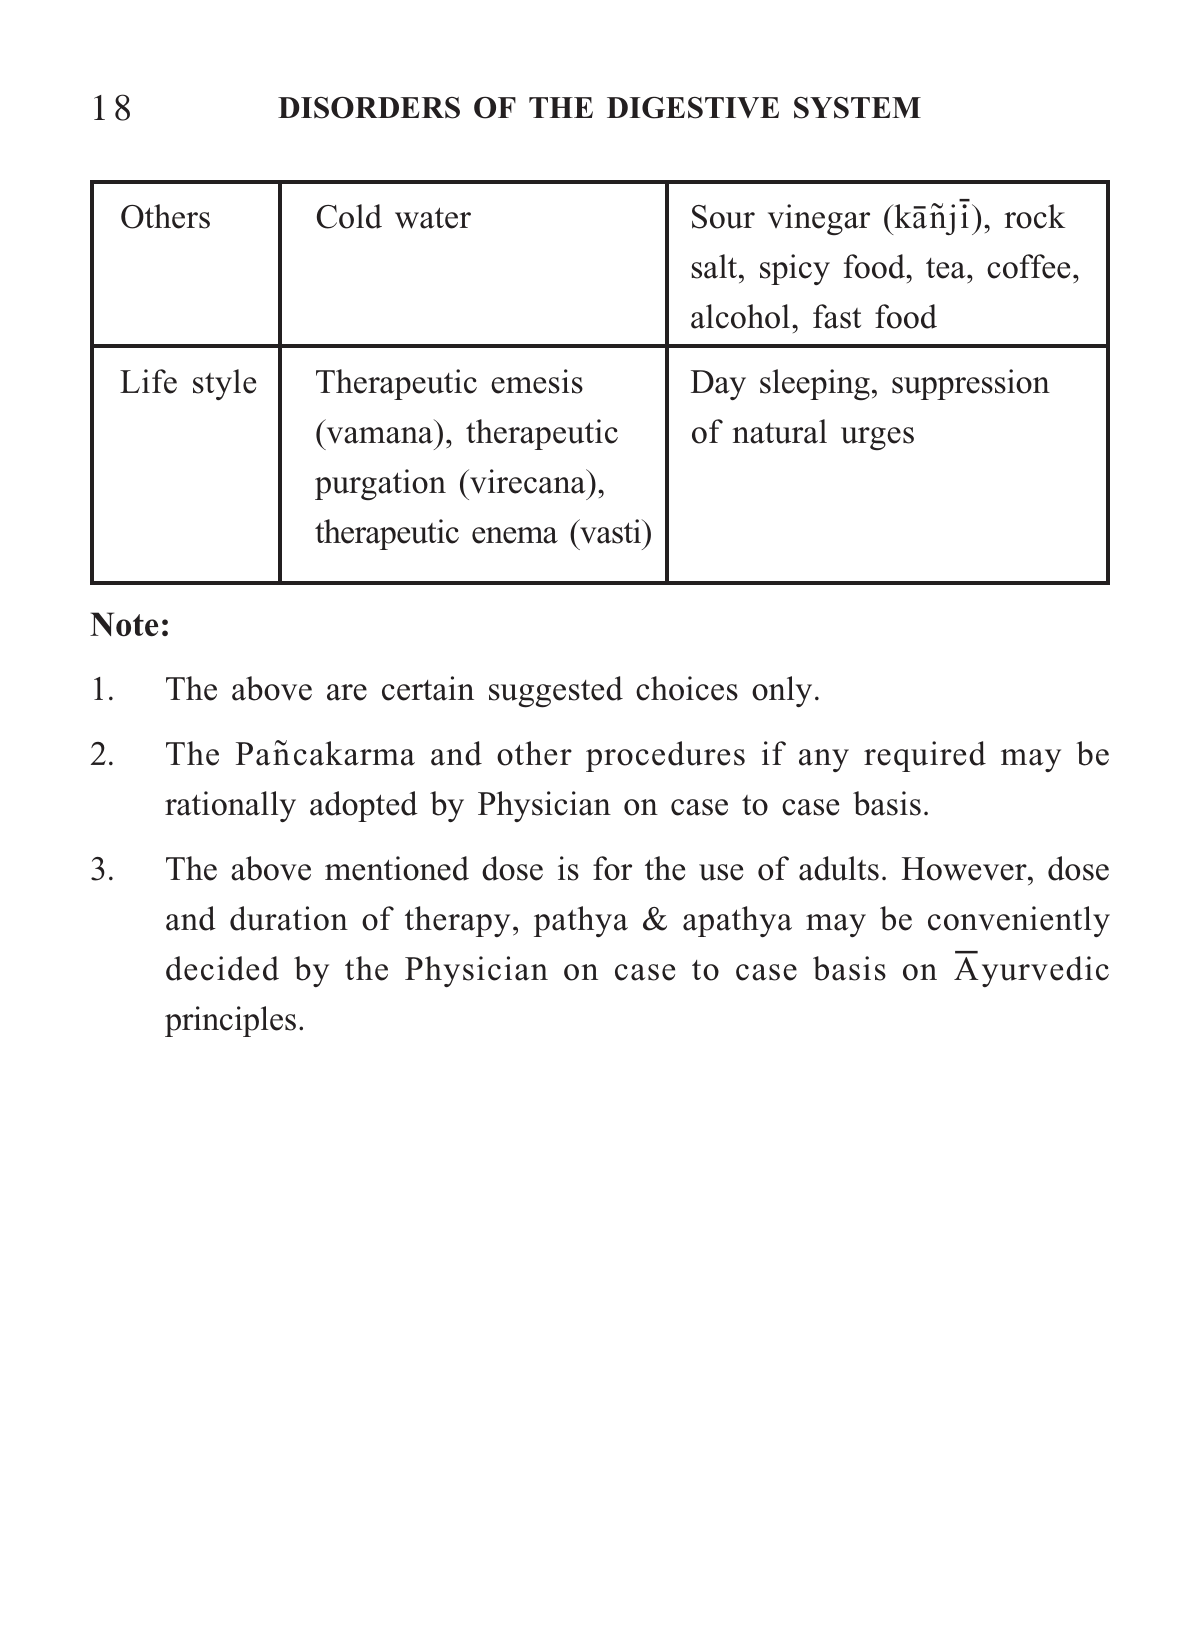 18 DISORDERS OF THE DIGESTIVE SYSTEM
Others
Cold water
Sour vinegar (kāñjī), rock
salt, spicy food, tea, coffee,
alcohol, fast food
Life style
Therapeutic emesis
(vamana), therapeutic
purgation (virecana),
therapeutic enema (vasti)
Day sleeping, suppression
of natural urges
Note:
1. The above are certain suggested choices only.
2. The Pañcakarma and other procedures if any required may be
rationally adopted by Physician on case to case basis.
3. The above mentioned dose is for the use of adults. However, dose
and duration of therapy, pathya & apathya may be conveniently
decided by the Physician on case to case basis on Āyurvedic
principles.